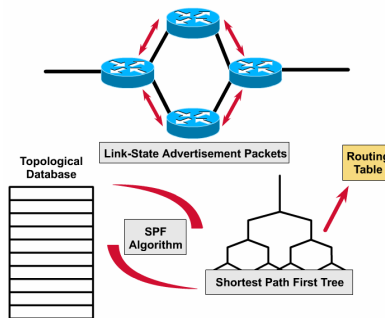 Link-State Advertisement Packets
Topological
Database
Routing
Table
SPF
Algorithm
Shortest Path First Tree